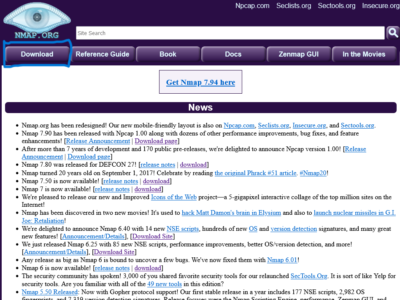 Npcap.com Seclists.org Sectools.org Insecure.org
NMAP.ORG
Site Search
Download Reference Guide Book Docs Zenmap GUI In the Movies
Get Nmap 7.94 here
News
• Nmap.org has been redesigned! Our new mobile-friendly layout is also on Npcap.com, Seclists.org, Insecure.org, and Sectools.org.
• Nmap 7.90 has been released with Npcap 1.00 along with dozens of other performance improvements, bug fixes, and feature
enhancements! [Release Announcement | Download page]
• After more than 7 years of development and 170 public pre-releases, we're delighted to announce Npcap version 1.00! [Release
Announcement | Download page]
• Nmap 7.80 was released for DEFCON 27! [release notes | download]
• Nmap turned 20 years old on September 1, 2017! Celebrate by reading the original Phrack #51 article. #Nmap20!
• Nmap 7.50 is now available! [release notes | download]
• Nmap 7 is now available! [release notes | download]
• We're pleased to release our new and Improved Icons of the Web project—a 5-gigapixel interactive collage of the top million sites on the
Internet!
• Nmap has been discovered in two new movies! It's used to hack Matt Damon's brain in Elysium and also to launch nuclear missiles in G.I.
Joe: Retaliation!
• We're delighted to announce Nmap 6.40 with 14 new NSE scripts, hundreds of new OS and version detection signatures, and many great
new features! [Announcement/Details], [Download Site]
• We just released Nmap 6.25 with 85 new NSE scripts, performance improvements, better OS/version detection, and more!
[Announcement/Details], [Download Site]
• Any release as big as Nmap 6 is bound to uncover a few bugs. We've now fixed them with Nmap 6.01!
• Nmap 6 is now available! [release notes | download]
• The security community has spoken! 3,000 of you shared favorite security tools for our relaunched SecTools.Org. It is sort of like Yelp for
security tools. Are you familiar with all of the 49 new tools in this edition?
• Nmap 5.50 Released: Now with Gopher protocol support! Our first stable release in a year includes 177 NSE scripts, 2,982 OS